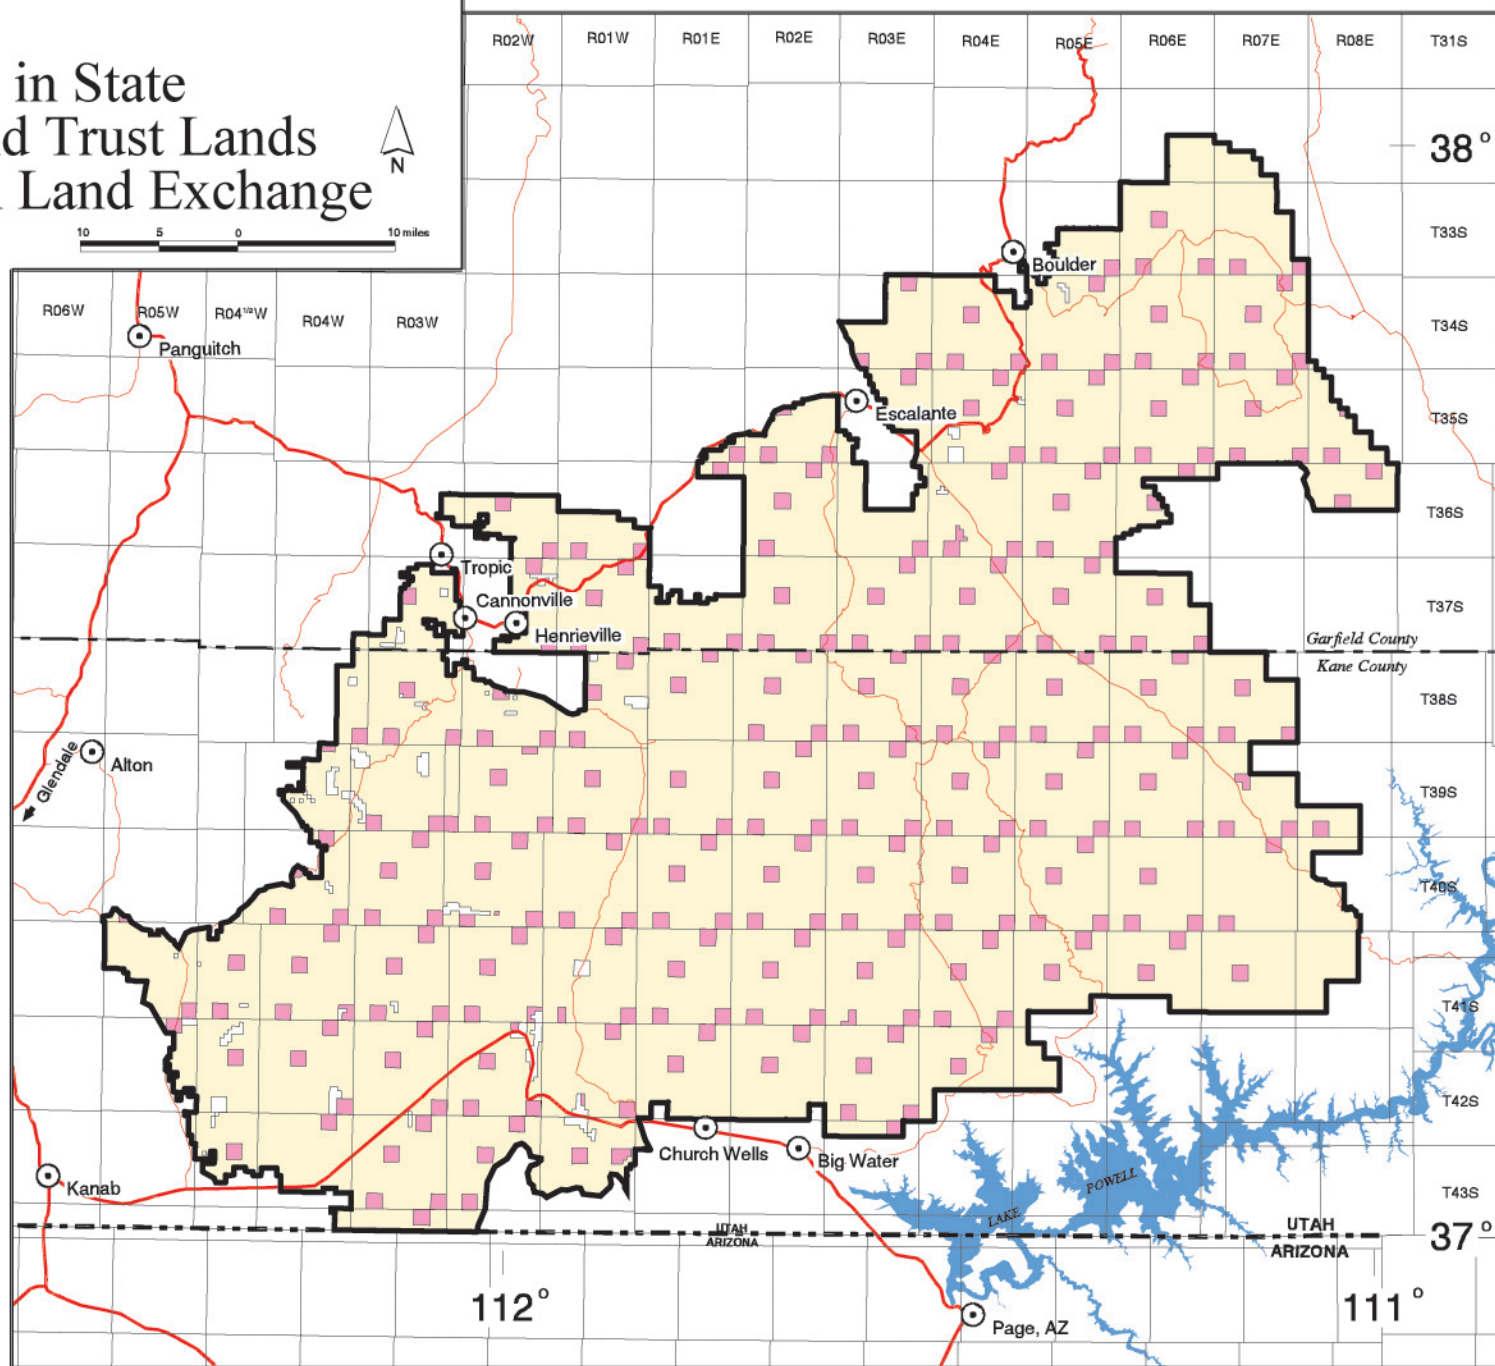 in State
d Trust Lands
Land Exchange
N
10 5 0 10 miles
R02W R01W R01E R02E R03E R04E R05E R06E R07E R08E T31S
38°
T33S
Boulder
R06W R05W R04 1/2 W R04W R03W
T34S
Panguitch
Escalante
T35S
T36S
Tropic
Cannonville
T37S
Henrieville
Garfield County
Kane County
T38S
Alton
Glendale
T39S
T40S
T41S
T42S
Church Wells
Big Water
Kanab
POWELL
T43S
LAKE
UTAH
ARIZONA
UTAH
ARIZONA
37°
112°
111°
Page, AZ